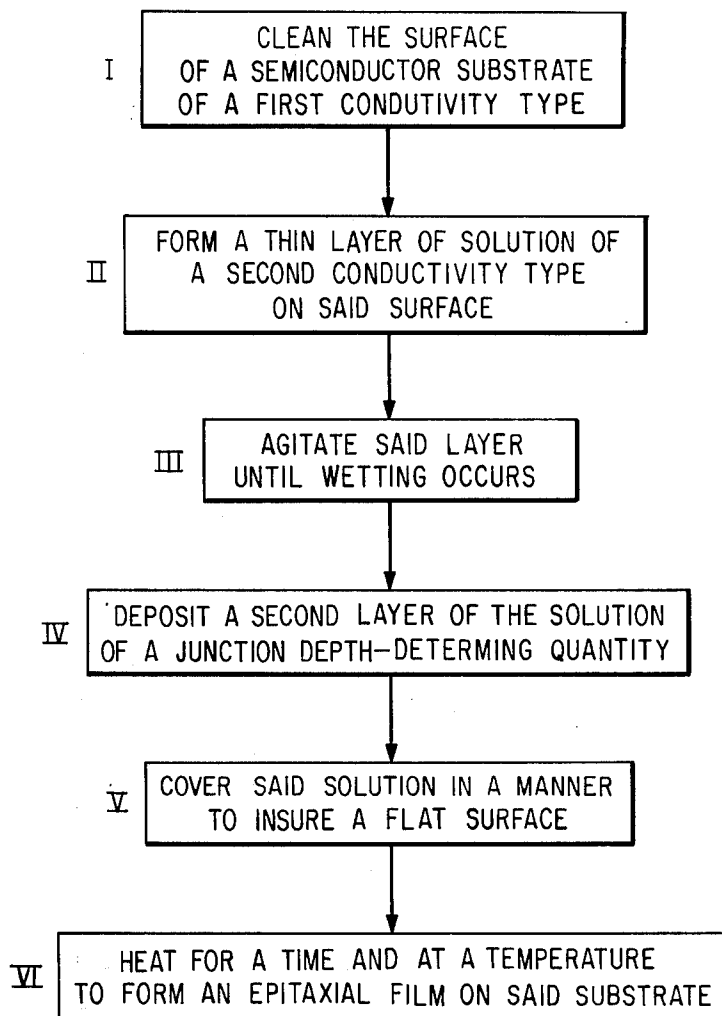 I
CLEAN THE SURFACE
OF A SEMICONDUCTOR SUBSTRATE
OF A FIRST CONDUTIVITY TYPE
II
FORM A THIN LAYER OF SOLUTION OF
A SECOND CONDUCTIVITY TYPE
ON SAID SURFACE
III
AGITATE SAID LAYER
UNTIL WETTING OCCURS
IV
DEPOSIT A SECOND LAYER OF THE SOLUTION
OF A JUNCTION DEPTH-DETERMING QUANTITY
V
COVER SAID SOLUTION IN A MANNER
TO INSURE A FLAT SURFACE
VI
HEAT FOR A TIME AND AT A TEMPERATURE
TO FORM AN EPITAXIAL FILM ON SAID SUBSTRATE